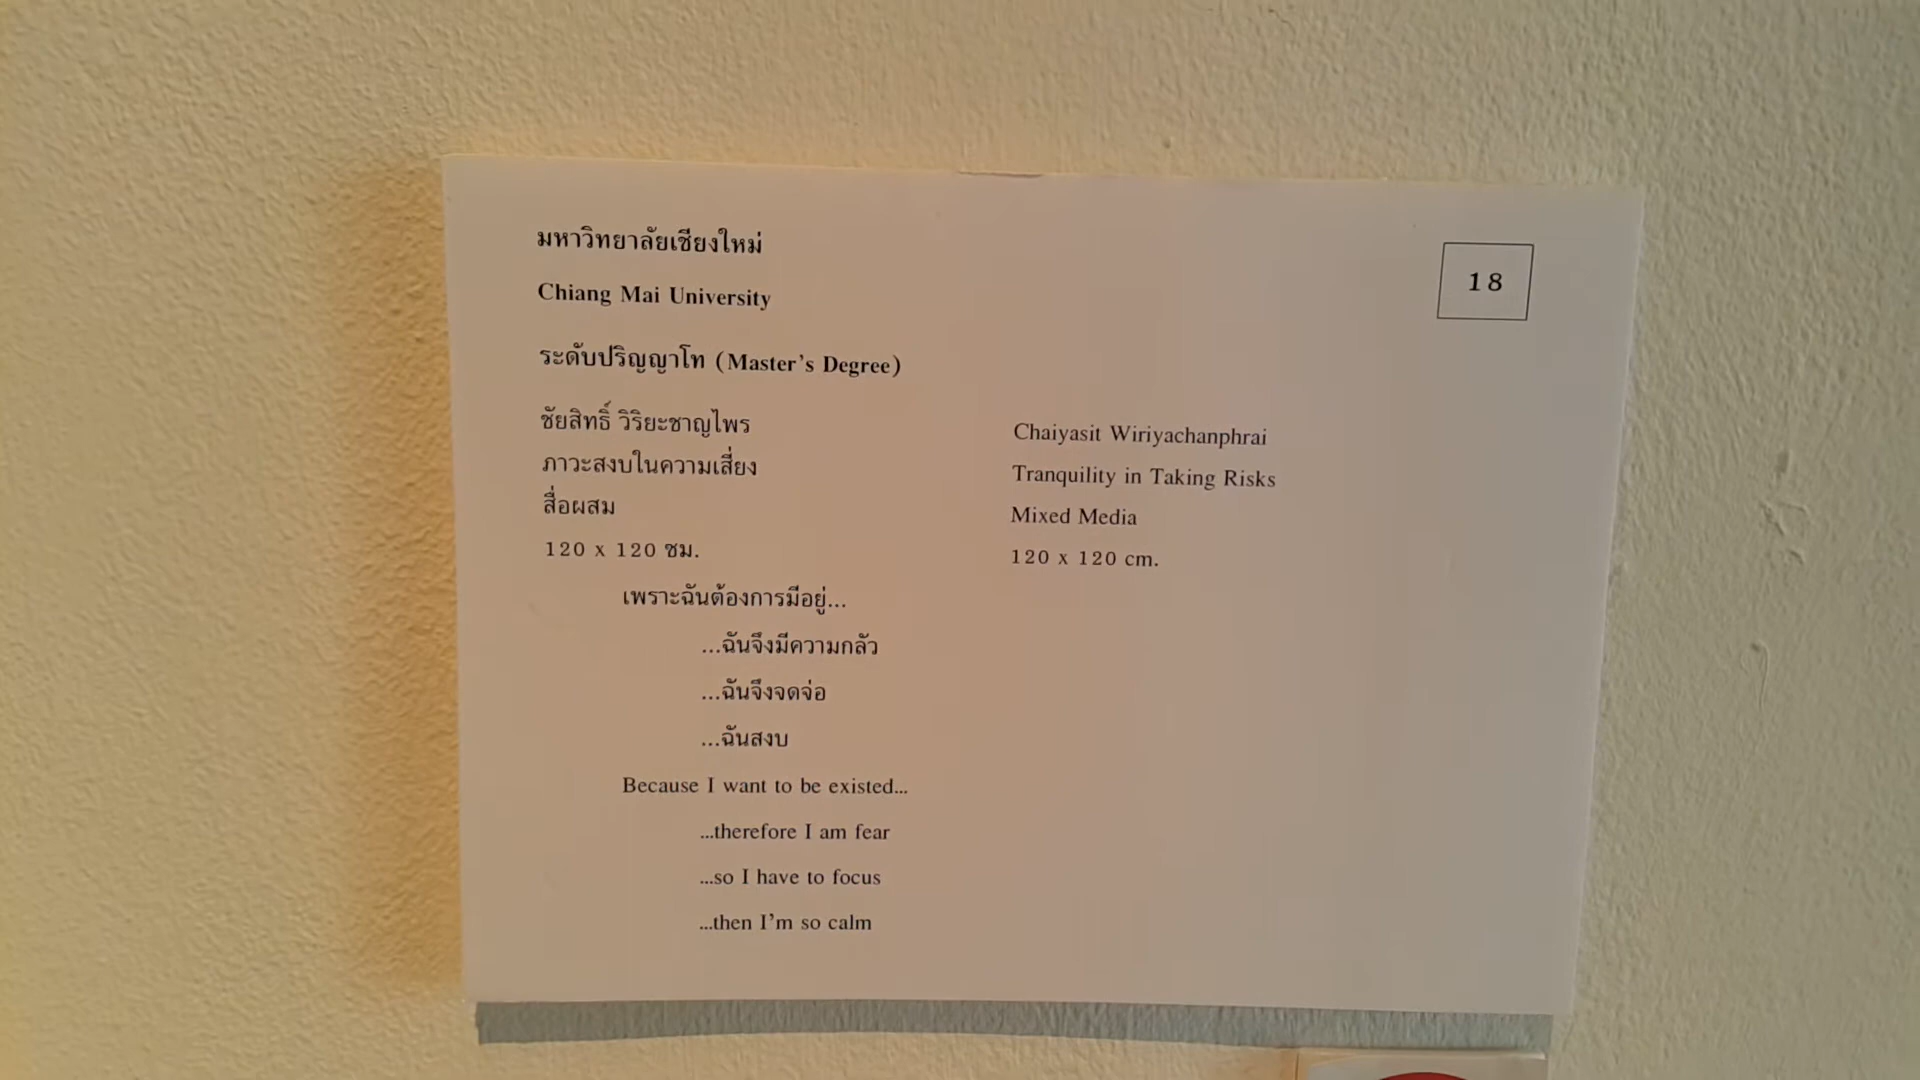 มหาวิทยาลัยเชียงใหม่
18
Chiang Mai University
ระดับปริญญาโท (Master's Degree)
ชัยสิทธิ์ วิริยะชาญไพร
Chaiyasit Wiriyachanphrai
ภาวะสงบในความเสี่ยง
Tranquility in Taking Risks
สื่อผสม
Mixed Media
120 x 120 ซม.
120 x 120 cm.
เพราะฉันต้องการมีอยู่...
...ฉันจึงมีความกลัว
...ฉันจึงจดจ่อ
...ฉันสงบ
Because I want to be existed...
...therefore I am fear
...so I have to focus
...then I'm so calm